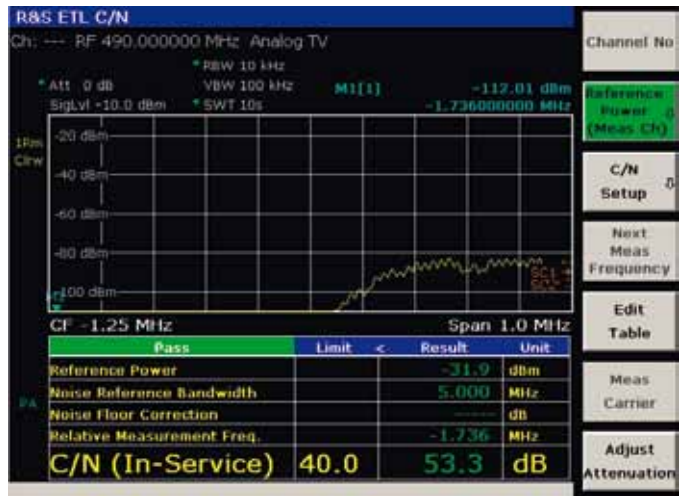 R&S ETL C/N
Ch: --- RF 490.000000 MHz Analog TV
*RBW 10 kHz
*Att 0 dB VBW 100 kHz M1[1] -112.01 dBm
SigLvl -10.0 dBm *SWT 10s -1.736000000 MHz
1Rm
Clrw
-20 dBm
-40 dBm
-60 dBm
-80 dBm
-100 dBm
SC1
SC2
CF -1.25 MHz Span 1.0 MHz
Pass Limit < Result Unit
Reference Power -31.9 dBm
Noise Reference Bandwidth 5.000 MHz
PA
Noise Floor Correction ----- dB
Relative Measurement Freq. -1.736 MHz
C/N (In-Service) 40.0 53.3 dB
Channel No
Reference
Power
(Meas Ch)
C/N
Setup
Next
Meas
Frequency
Edit
Table
Meas
Carrier
Adjust
Attenuation